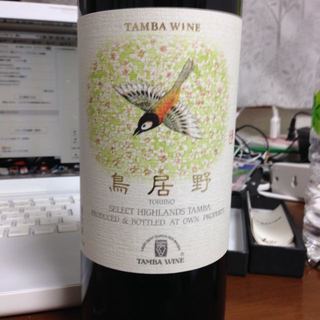 TAMBA WINE
鳥居野
TORIINO
SELECT HIGHLANDS TAMBA
PRODUCED & BOTTLED AT OWN PROPERTY
TAMBA WINE